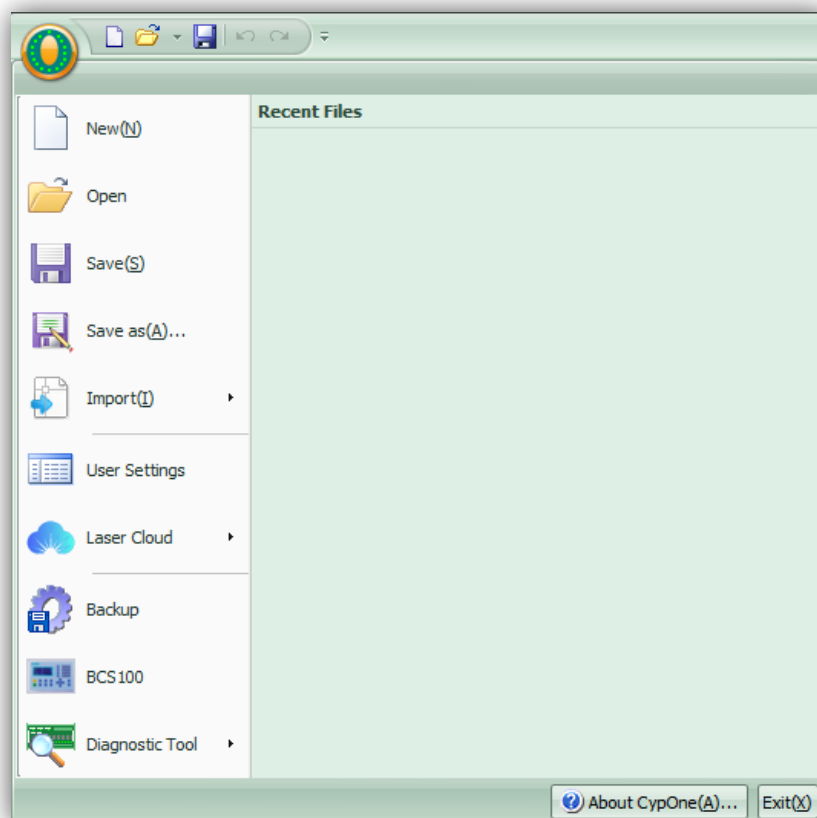 Recent Files
New(N)
Open
Save(S)
Save as(A)...
Import(I)
User Settings
Laser Cloud
Backup
BCS100
Diagnostic Tool
About CypOne(A)... Exit(X)